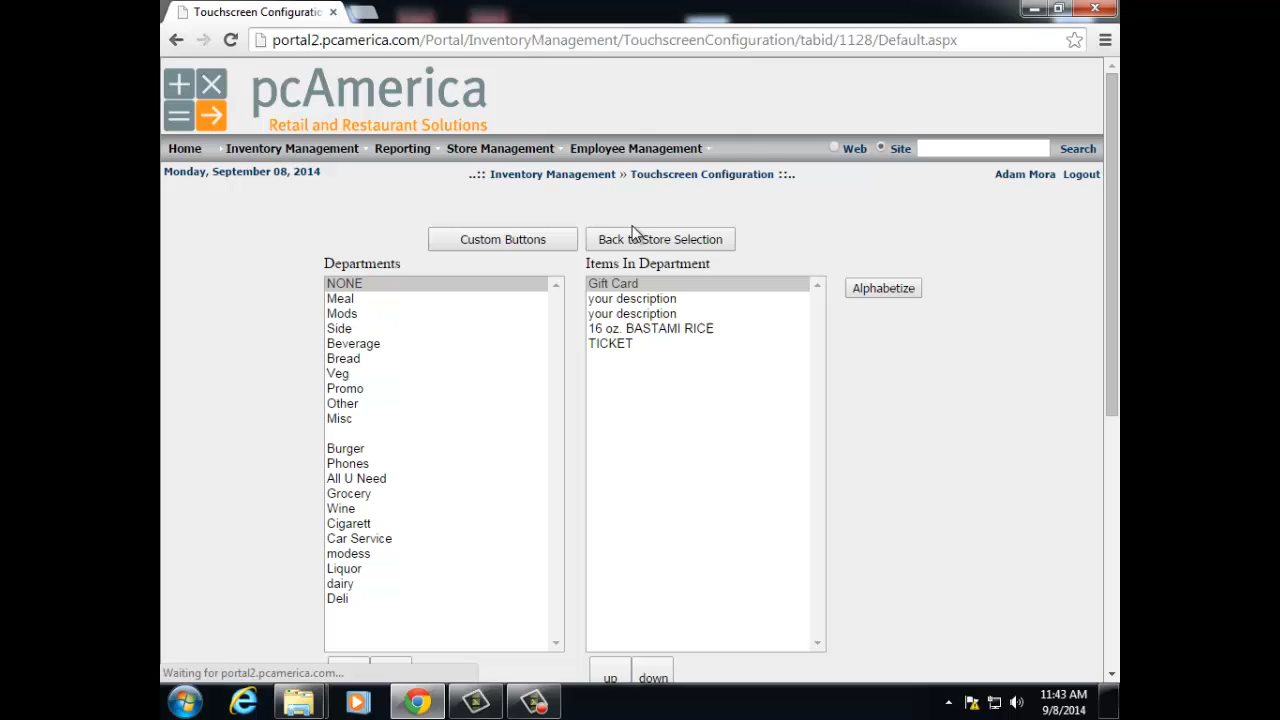 Touchscreen Configuratio
portal2.pcamerica.com/Portal/InventoryManagement/TouchscreenConfiguration/tabid/1128/Default.aspx
pcAmerica
Retail and Restaurant Solutions
Home Inventory Management Reporting Store Management Employee Management Web Site Search
Monday, September 08, 2014 ..:: Inventory Management » Touchscreen Configuration ::.. Adam Mora Logout
Custom Buttons Back to Store Selection
Departments Items In Department
Alphabetize
NONE
Meal
Mods
Side
Beverage
Bread
Veg
Promo
Other
Misc
Burger
Phones
All U Need
Grocery
Wine
Cigarett
Car Service
modess
Liquor
dairy
Deli
Gift Card
your description
your description
16 oz. BASTAMI RICE
TICKET
up down
Waiting for portal2.pcamerica.com...
11:43 AM
9/8/2014